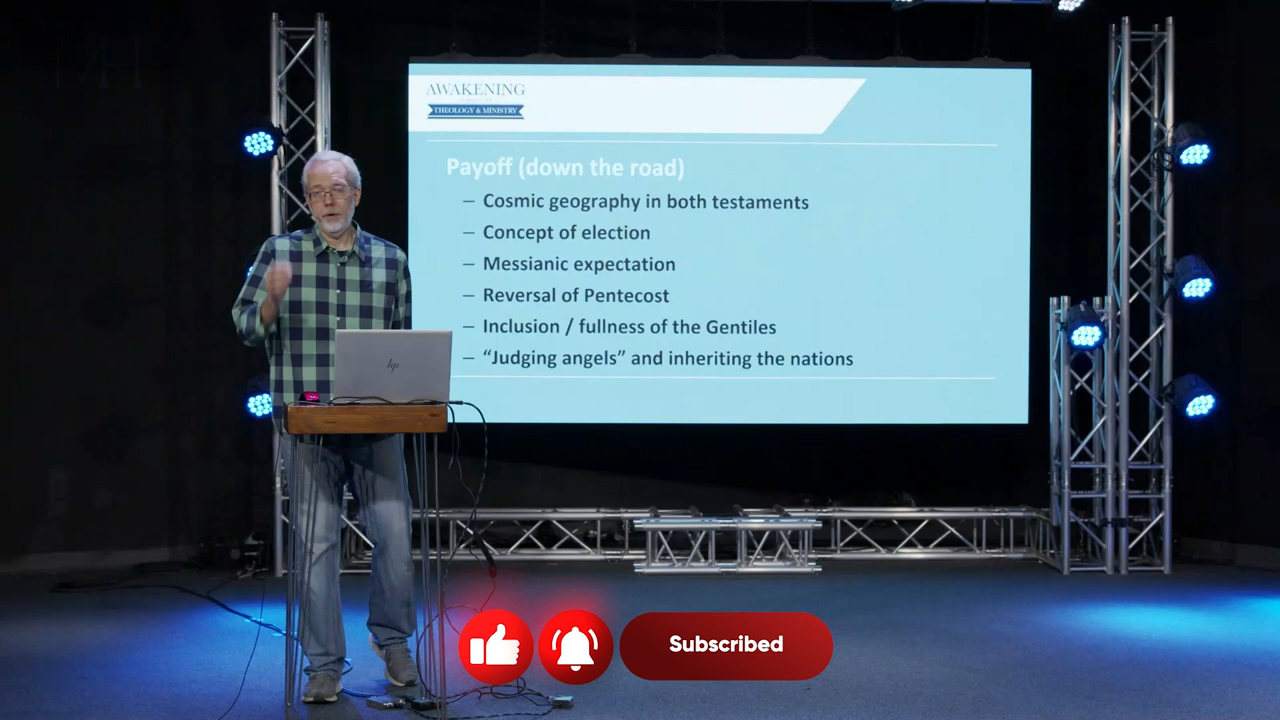 MH
AWAKENING
THEOLOGY & MINISTRY
Payoff (down the road)
– Cosmic geography in both testaments
– Concept of election
– Messianic expectation
– Reversal of Pentecost
– Inclusion / fullness of the Gentiles
– “Judging angels” and inheriting the nations
hp
Subscribed